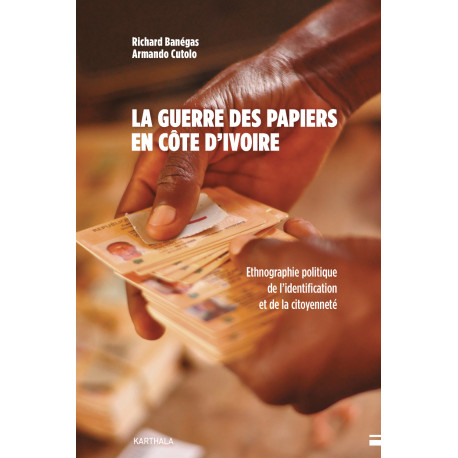 Richard Banégas
Armando Cutolo
LA GUERRE DES PAPIERS
EN CÔTE D'IVOIRE
Ethnographie politique
de l'identification
et de la citoyenneté
KARTHALA